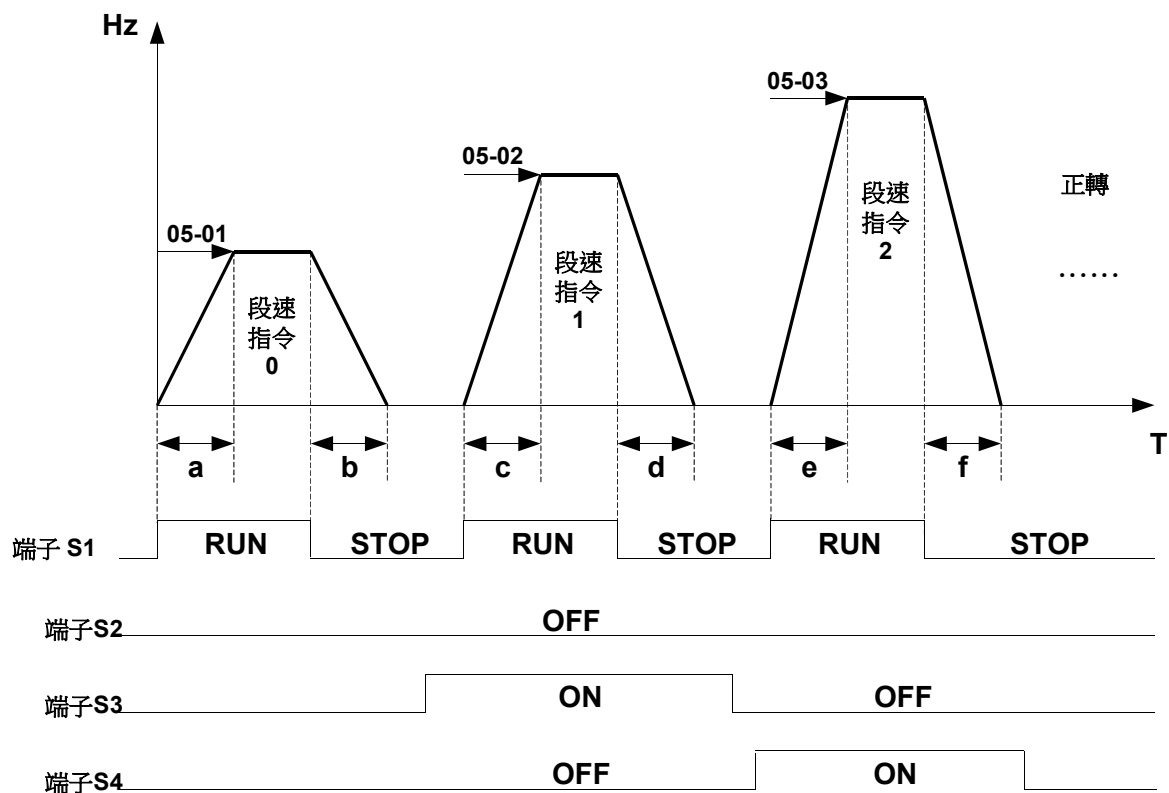 Hz
05-03
05-02
05-01
正轉
……
段速
指令
2
段速
指令
1
段速
指令
0
T
a
b
c
d
e
f
端子 S1
RUN
STOP
RUN
STOP
RUN
STOP
端子S2
OFF
端子S3
ON
OFF
端子S4
OFF
ON